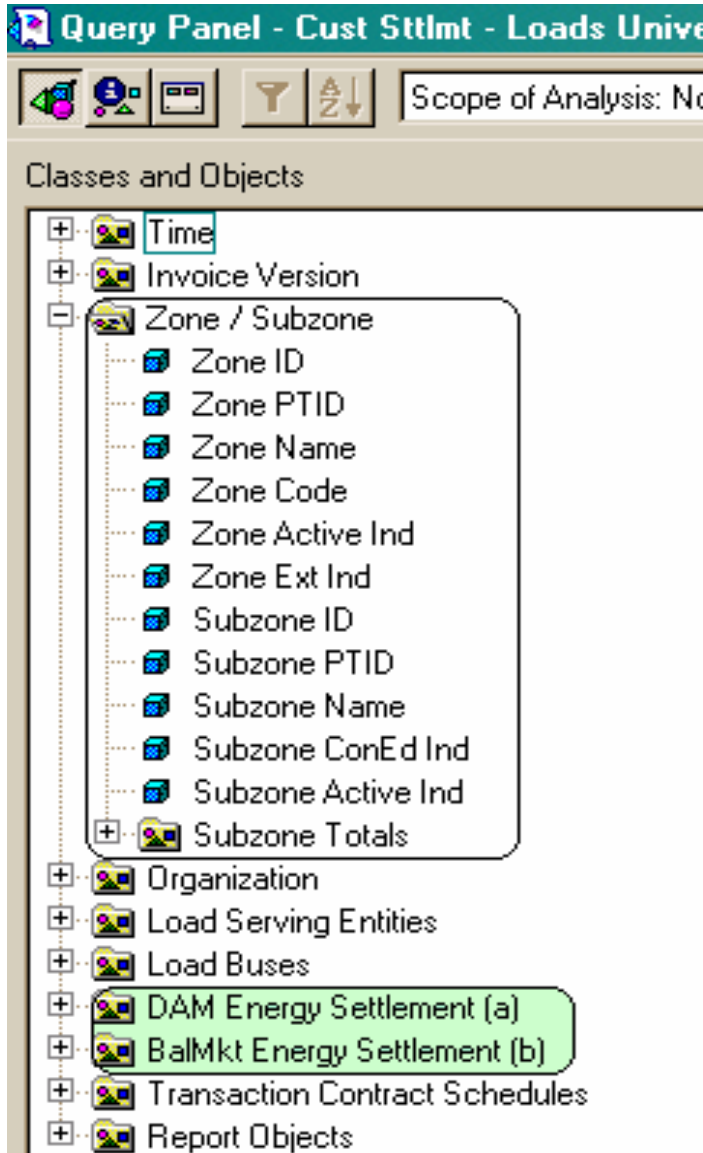 Query Panel - Cust Sttlmt - Loads
Scope of Analysis:
Classes and Objects
Time
Invoice Version
Zone / Subzone
Zone ID
Zone PTID
Zone Name
Zone Code
Zone Active Ind
Zone Ext Ind
Subzone ID
Subzone PTID
Subzone Name
Subzone ConEd Ind
Subzone Active Ind
Subzone Totals
Organization
Load Serving Entities
Load Buses
DAM Energy Settlement (a)
BalMkt Energy Settlement (b)
Transaction Contract Schedules
Report Objects